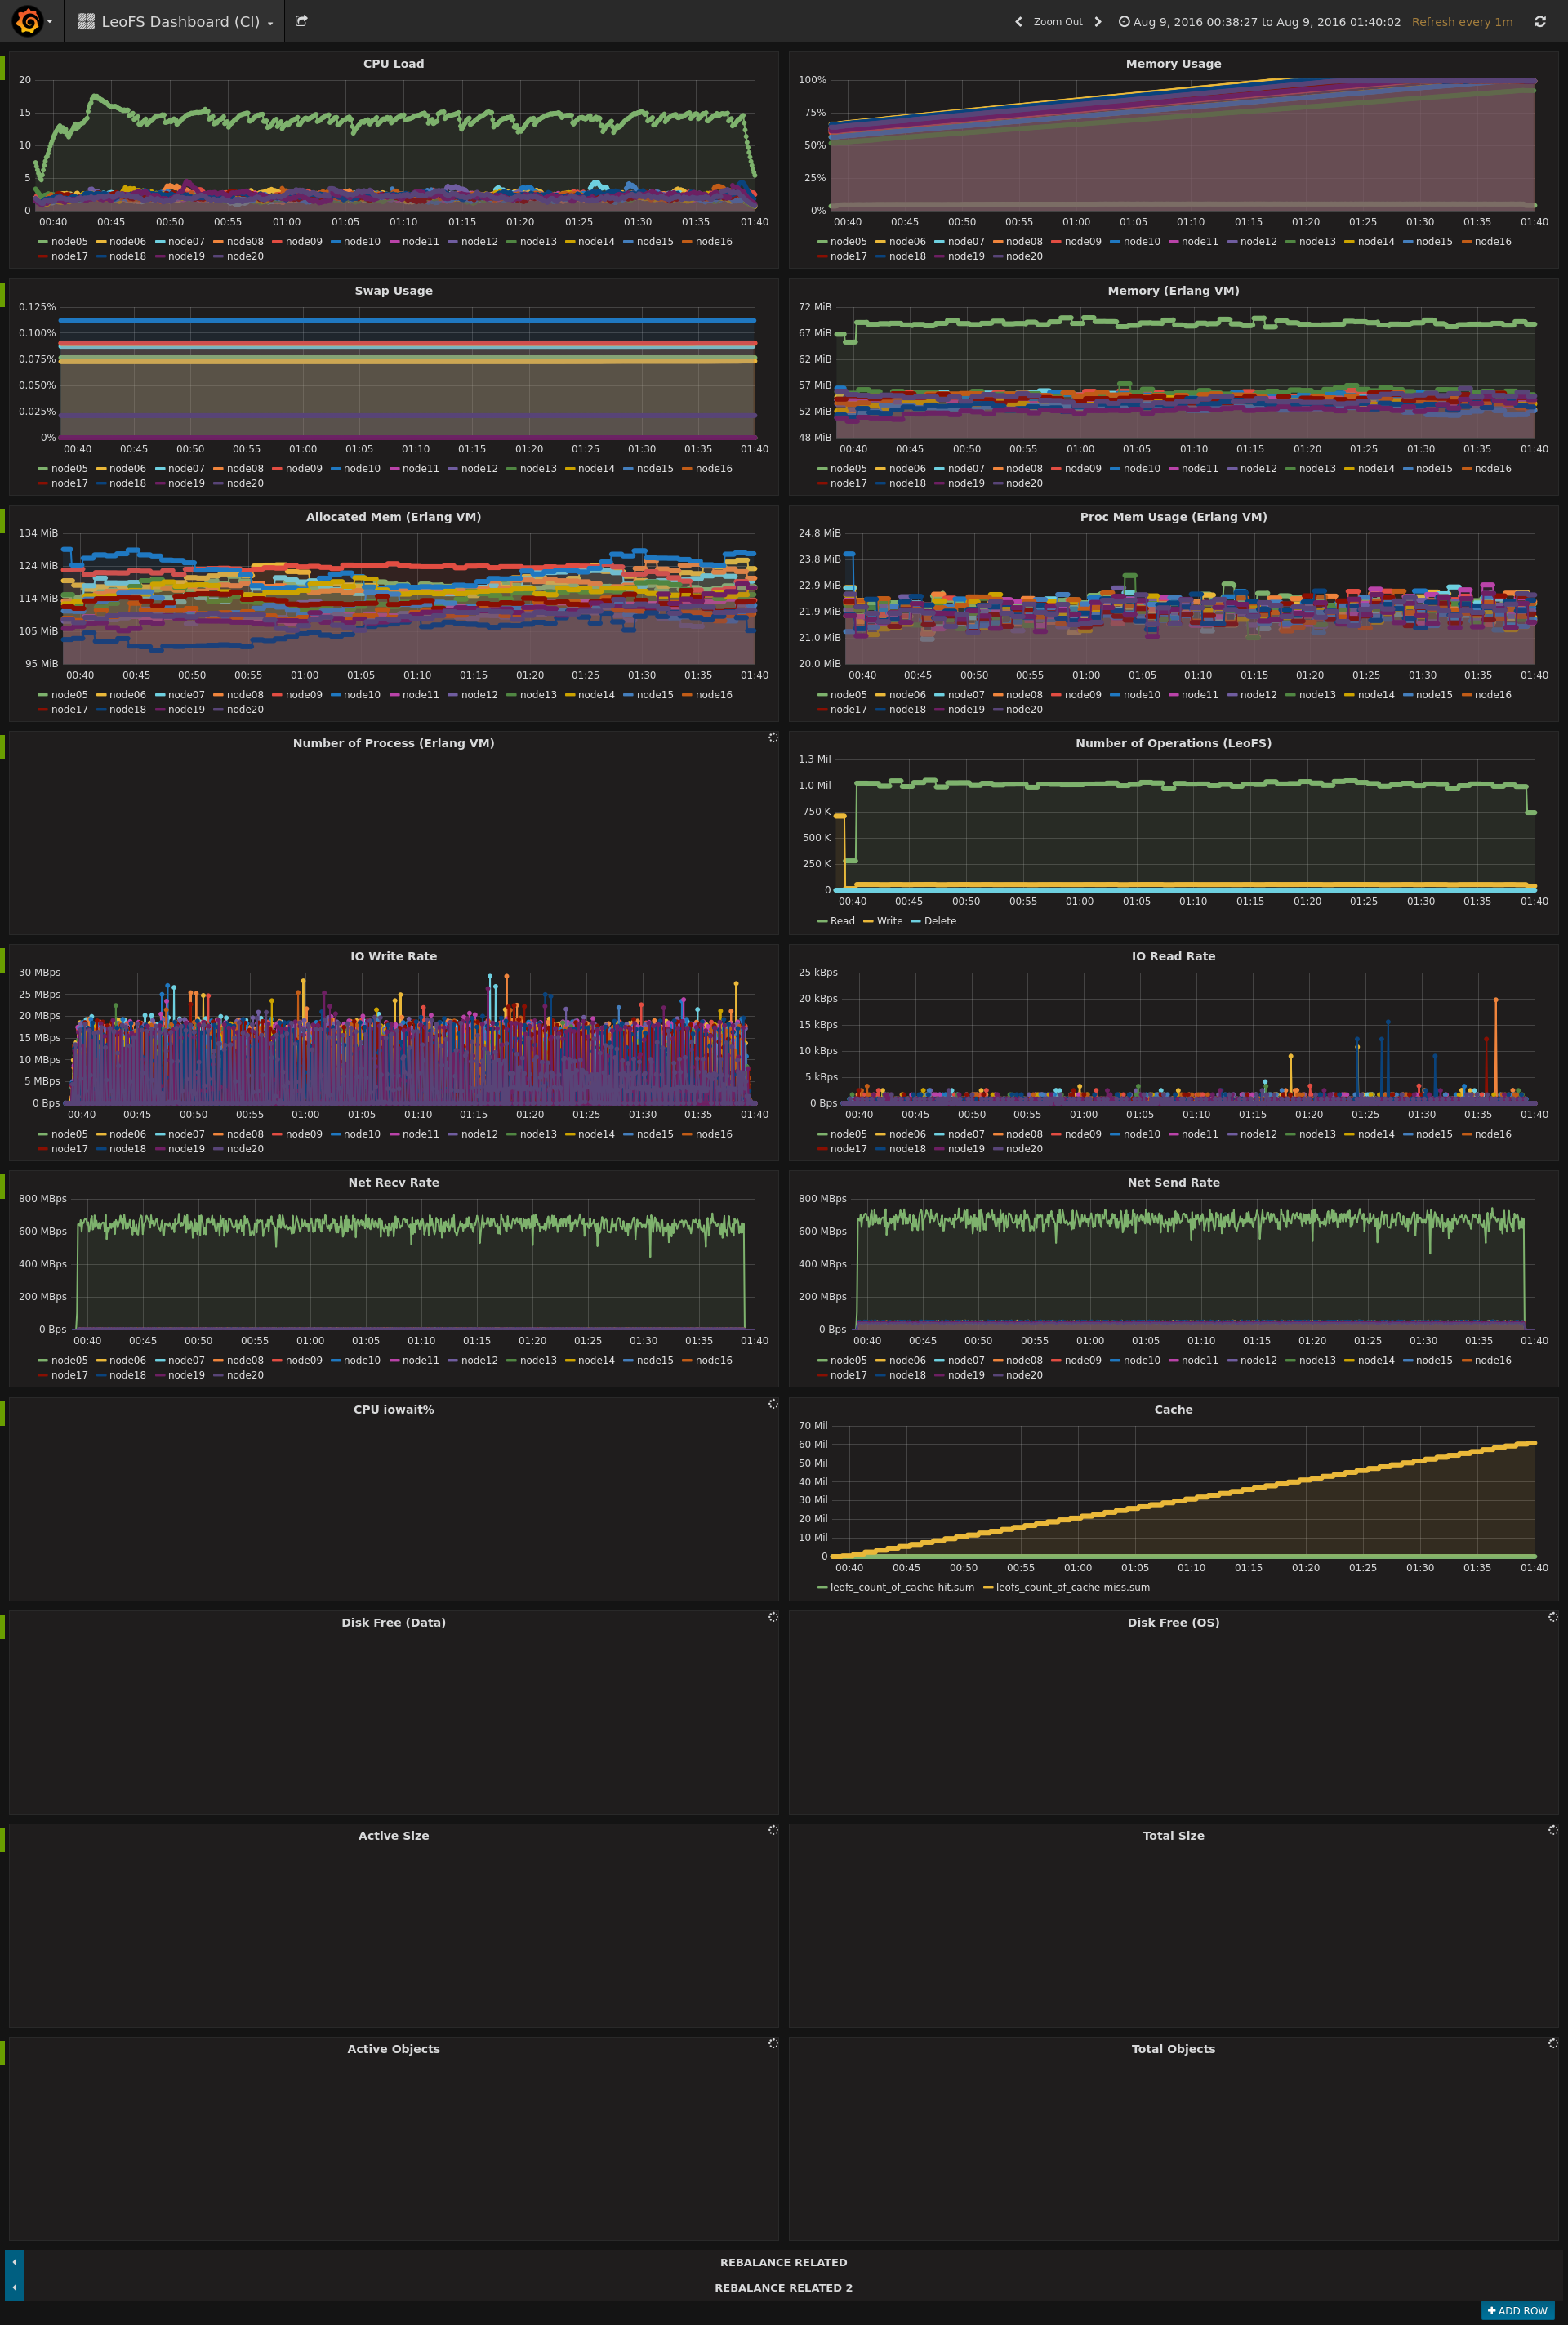 LeoFS Dashboard (CI)
Zoom Out
Aug 9, 2016 00:38:27 to Aug 9, 2016 01:40:02 Refresh every 1m
CPU Load
20
15
10
5
0
00:40 00:45 00:50 00:55 01:00 01:05 01:10 01:15 01:20 01:25 01:30 01:35 01:40
node05 node06 node07 node08 node09 node10 node11 node12 node13 node14 node15 node16
node17 node18 node19 node20
Memory Usage
100%
75%
50%
25%
0%
00:40 00:45 00:50 00:55 01:00 01:05 01:10 01:15 01:20 01:25 01:30 01:35 01:40
node05 node06 node07 node08 node09 node10 node11 node12 node13 node14 node15 node16
node17 node18 node19 node20
Swap Usage
0.125%
0.100%
0.075%
0.050%
0.025%
0%
00:40 00:45 00:50 00:55 01:00 01:05 01:10 01:15 01:20 01:25 01:30 01:35 01:40
node05 node06 node07 node08 node09 node10 node11 node12 node13 node14 node15 node16
node17 node18 node19 node20
Memory (Erlang VM)
72 MiB
67 MiB
62 MiB
57 MiB
52 MiB
48 MiB
00:40 00:45 00:50 00:55 01:00 01:05 01:10 01:15 01:20 01:25 01:30 01:35 01:40
node05 node06 node07 node08 node09 node10 node11 node12 node13 node14 node15 node16
node17 node18 node19 node20
Allocated Mem (Erlang VM)
134 MiB
124 MiB
114 MiB
105 MiB
95 MiB
00:40 00:45 00:50 00:55 01:00 01:05 01:10 01:15 01:20 01:25 01:30 01:35 01:40
node05 node06 node07 node08 node09 node10 node11 node12 node13 node14 node15 node16
node17 node18 node19 node20
Proc Mem Usage (Erlang VM)
24.8 MiB
23.8 MiB
22.9 MiB
21.9 MiB
21.0 MiB
20.0 MiB
00:40 00:45 00:50 00:55 01:00 01:05 01:10 01:15 01:20 01:25 01:30 01:35 01:40
node05 node06 node07 node08 node09 node10 node11 node12 node13 node14 node15 node16
node17 node18 node19 node20
Number of Process (Erlang VM)
Number of Operations (LeoFS)
1.3 Mil
1.0 Mil
750 K
500 K
250 K
0
00:40 00:45 00:50 00:55 01:00 01:05 01:10 01:15 01:20 01:25 01:30 01:35 01:40
Read Write Delete
IO Write Rate
30 MBps
25 MBps
20 MBps
15 MBps
10 MBps
5 MBps
0 Bps
00:40 00:45 00:50 00:55 01:00 01:05 01:10 01:15 01:20 01:25 01:30 01:35 01:40
node05 node06 node07 node08 node09 node10 node11 node12 node13 node14 node15 node16
node17 node18 node19 node20
IO Read Rate
25 kBps
20 kBps
15 kBps
10 kBps
5 kBps
0 Bps
00:40 00:45 00:50 00:55 01:00 01:05 01:10 01:15 01:20 01:25 01:30 01:35 01:40
node05 node06 node07 node08 node09 node10 node11 node12 node13 node14 node15 node16
node17 node18 node19 node20
Net Recv Rate
800 MBps
600 MBps
400 MBps
200 MBps
0 Bps
00:40 00:45 00:50 00:55 01:00 01:05 01:10 01:15 01:20 01:25 01:30 01:35 01:40
node05 node06 node07 node08 node09 node10 node11 node12 node13 node14 node15 node16
node17 node18 node19 node20
Net Send Rate
800 MBps
600 MBps
400 MBps
200 MBps
0 Bps
00:40 00:45 00:50 00:55 01:00 01:05 01:10 01:15 01:20 01:25 01:30 01:35 01:40
node05 node06 node07 node08 node09 node10 node11 node12 node13 node14 node15 node16
node17 node18 node19 node20
CPU iowait%
Cache
70 Mil
60 Mil
50 Mil
40 Mil
30 Mil
20 Mil
10 Mil
0
00:40 00:45 00:50 00:55 01:00 01:05 01:10 01:15 01:20 01:25 01:30 01:35 01:40
leofs_count_of_cache-hit.sum leofs_count_of_cache-miss.sum
Disk Free (Data)
Disk Free (OS)
Active Size
Total Size
Active Objects
Total Objects
REBALANCE RELATED
REBALANCE RELATED 2
ADD ROW